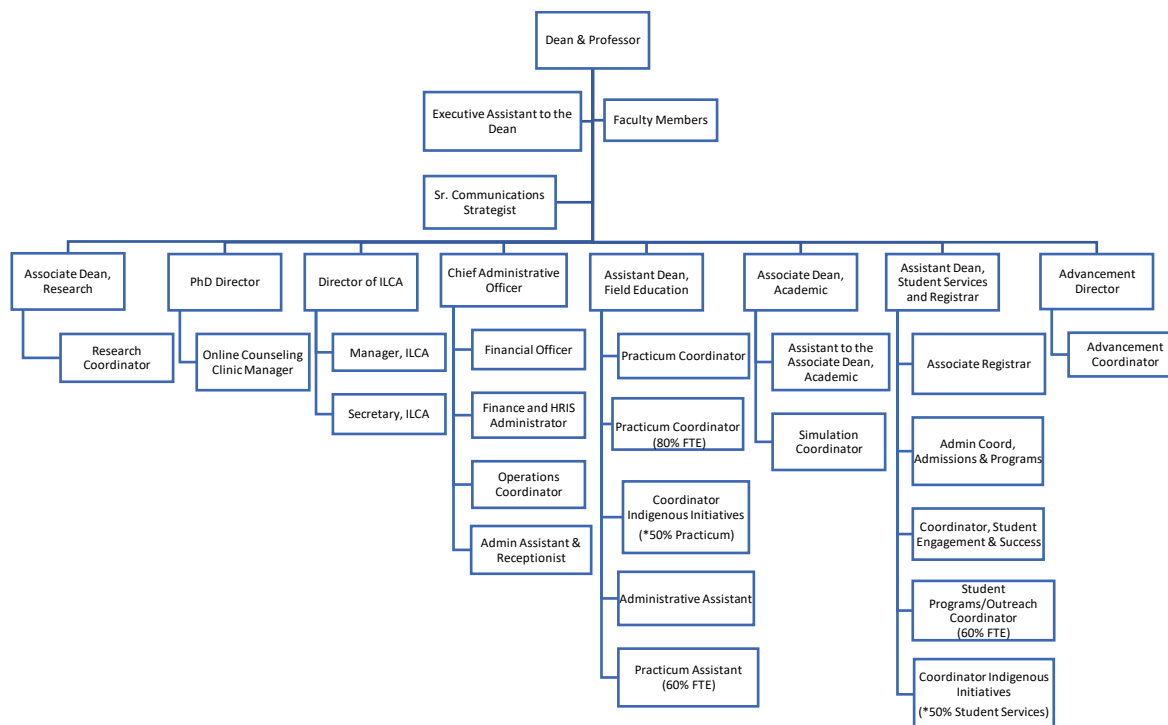 Dean & Professor
Executive Assistant to the
Dean
Faculty Members
Sr. Communications
Strategist
Associate Dean,
Research
PhD Director
Director of ILCA
Chief Administrative
Officer
Assistant Dean,
Field Education
Associate Dean,
Academic
Assistant Dean,
Student Services
and Registrar
Advancement
Director
Research
Coordinator
Online Counseling
Clinic Manager
Manager, ILCA
Secretary, ILCA
Financial Officer
Finance and HRIS
Administrator
Operations
Coordinator
Admin Assistant &
Receptionist
Practicum Coordinator
Practicum Coordinator
(80% FTE)
Coordinator
Indigenous Initiatives
(*50% Practicum)
Administrative Assistant
Practicum Assistant
(60% FTE)
Assistant to the
Associate Dean,
Academic
Simulation
Coordinator
Associate Registrar
Admin Coord,
Admissions & Programs
Coordinator, Student
Engagement & Success
Student
Programs/Outreach
Coordinator
(60% FTE)
Coordinator Indigenous
Initiatives
(*50% Student Services)
Advancement
Coordinator